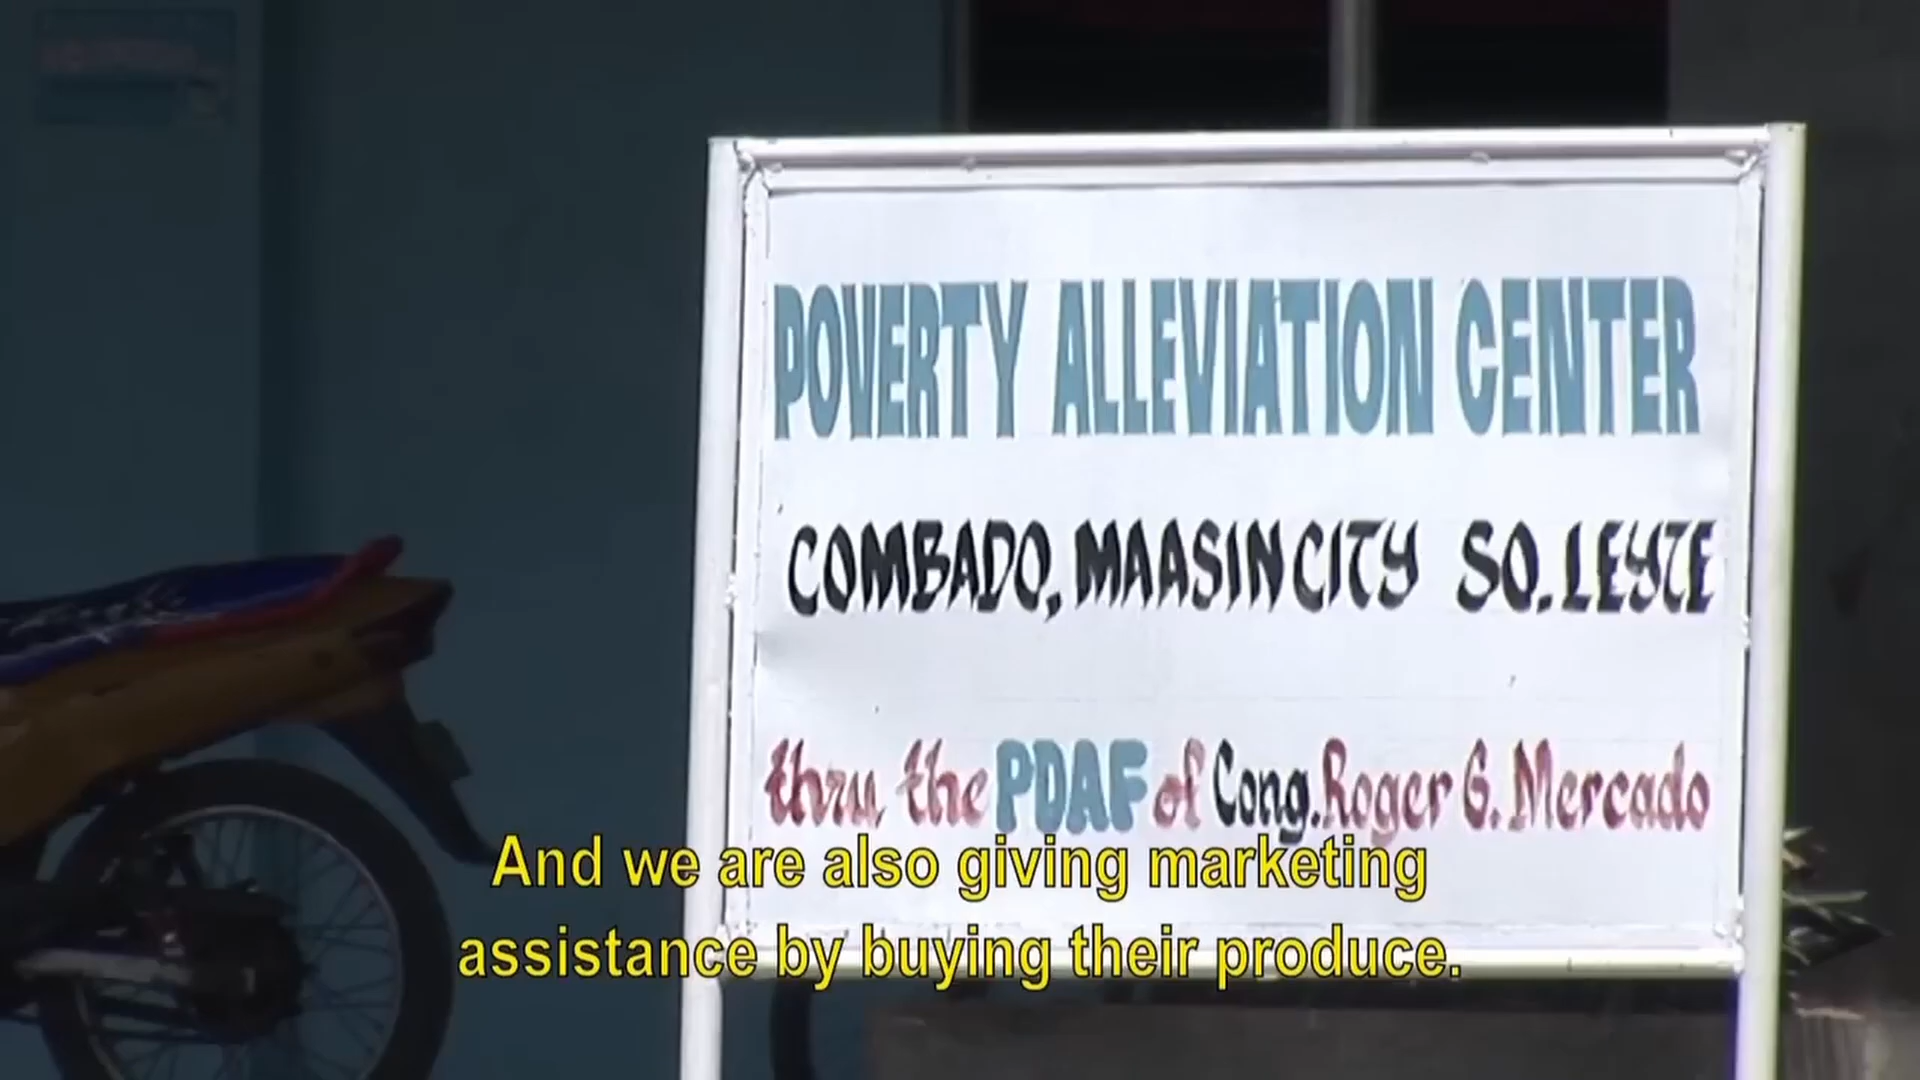 POVERTY ALLEVIATION CENTER
COMBADO, MAASIN CITY SO. LEYTE
thru the PDAF of Cong. Roger G. Mercado
And we are also giving marketing
assistance by buying their produce.